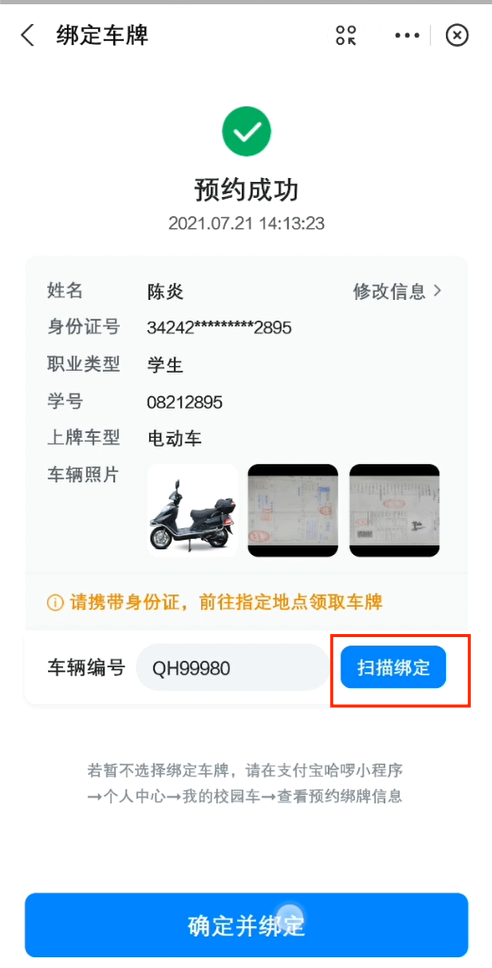 绑定车牌
预约成功
2021.07.21 14:13:23
姓名 陈炎 修改信息
身份证号 34242*********2895
职业类型 学生
学号 08212895
上牌车型 电动车
车辆照片
请携带身份证，前往指定地点领取车牌
车辆编号 QH99980 扫描绑定
若暂不选择绑定车牌，请在支付宝哈啰小程序
→个人中心→我的校园车→查看预约绑牌信息
确定并绑定